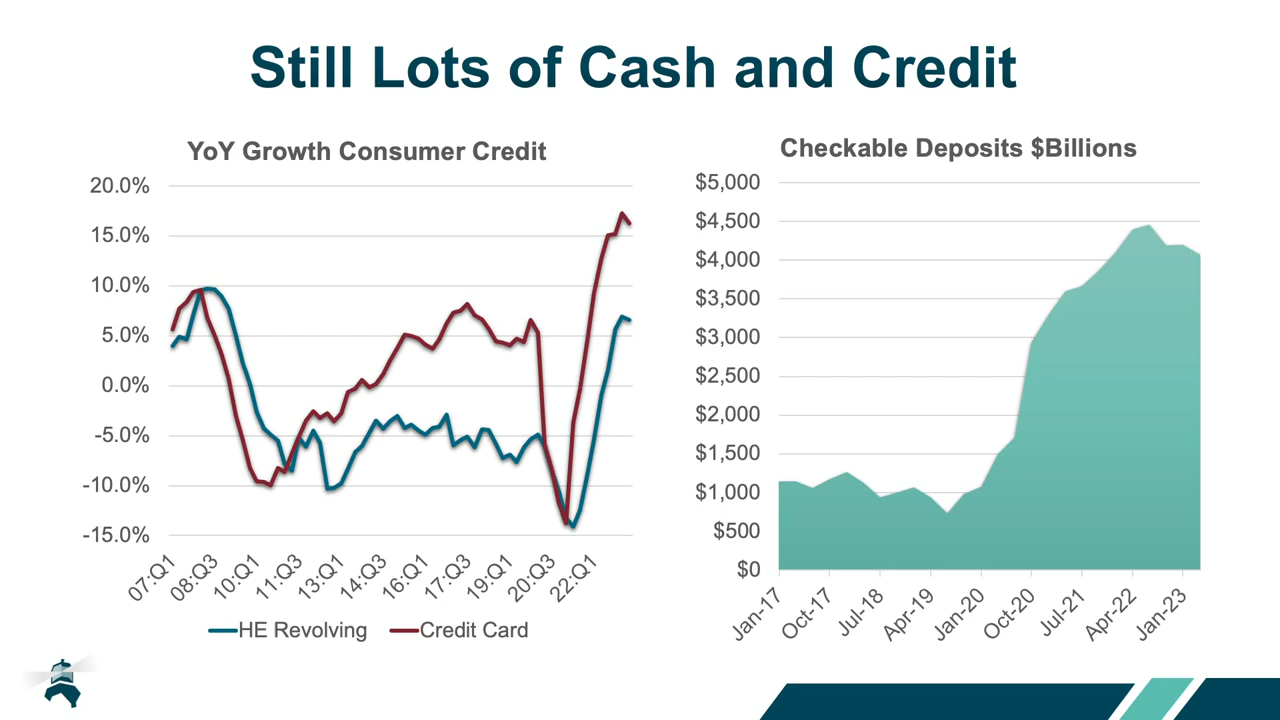 Still Lots of Cash and Credit
YoY Growth Consumer Credit
20.0%
15.0%
10.0%
5.0%
0.0%
-5.0%
-10.0%
-15.0%
07:Q1
08:Q3
10:Q1
11:Q3
13:Q1
14:Q3
16:Q1
17:Q3
19:Q1
20:Q3
22:Q1
HE Revolving
Credit Card
Checkable Deposits $Billions
$5,000
$4,500
$4,000
$3,500
$3,000
$2,500
$2,000
$1,500
$1,000
$500
$0
Jan-17
Oct-17
Jul-18
Apr-19
Jan-20
Oct-20
Jul-21
Apr-22
Jan-23